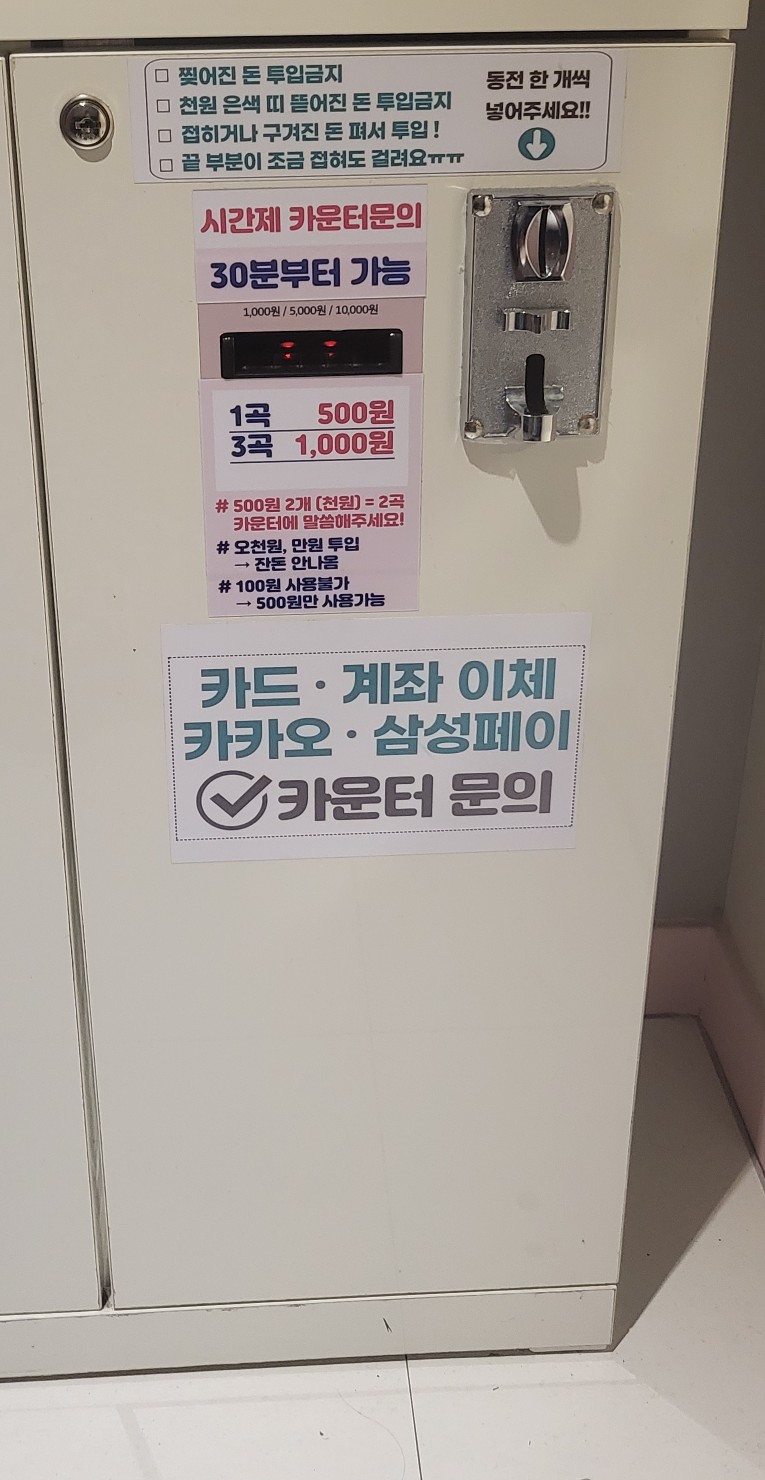 □ 찢어진 돈 투입금지
□ 천원 은색 띠 뜯어진 돈 투입금지
□ 접히거나 구겨진 돈 펴서 투입 !
□ 끝 부분이 조금 접혀도 걸려요ㅠㅠ
동전 한 개씩
넣어주세요!!
시간제 카운터문의
30분부터 가능
1,000원 / 5,000원 / 10,000원
1곡 500원
3곡 1,000원
# 500원 2개 (천원) = 2곡
카운터에 말씀해주세요!
# 오천원, 만원 투입
→ 잔돈 안나옴
# 100원 사용불가
→ 500원만 사용가능
카드 · 계좌 이체
카카오 · 삼성페이
카운터 문의